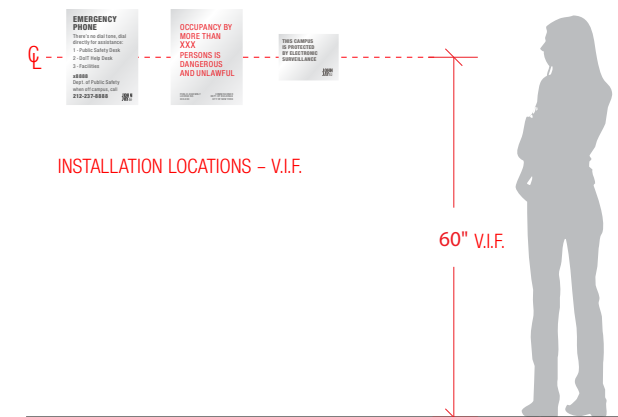 EMERGENCY
PHONE
There's no dial tone, dial
directly for assistance:
1 - Public Safety Desk
2 - DoIT Help Desk
3 - Facilities
x8888
Dept. of Public Safety
when off campus, call
212-237-8888
OCCUPANCY BY
MORE THAN
XXX
PERSONS IS
DANGEROUS
AND UNLAWFUL
THIS CAMPUS
IS PROTECTED
BY ELECTRONIC
SURVEILLANCE
JOHN
JAY
℄
INSTALLATION LOCATIONS – V.I.F.
60" V.I.F.